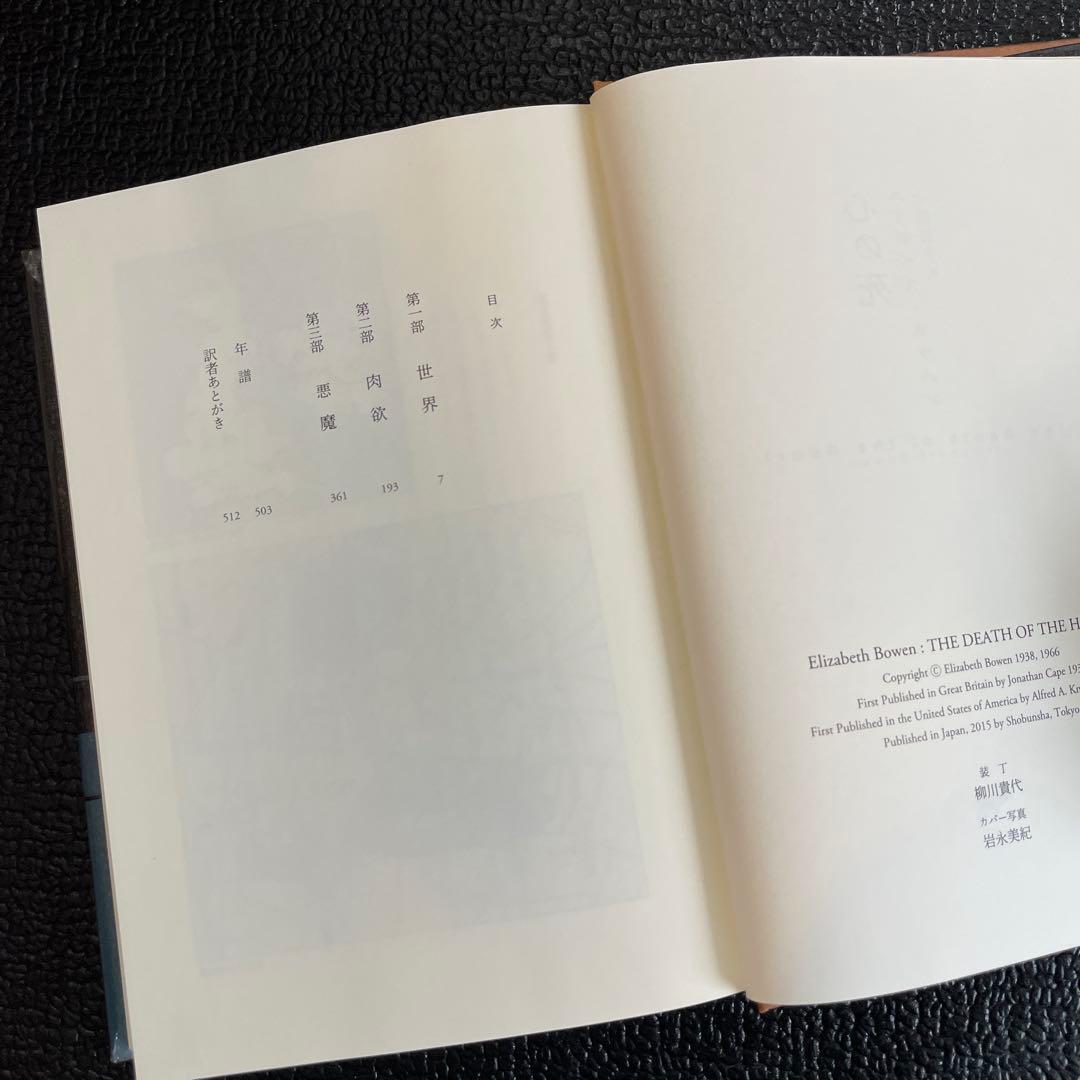 Elizabeth Bowen : THE DEATH OF THE H
Copyright © Elizabeth Bowen 1938, 1966
First Published in Great Britain by Jonathan Cape 193
First Published in the United States of America by Alfred A. Kn
Published in Japan, 2015 by Shobunsha, Tokyo
装丁
柳川貴代
カバー写真
岩永美紀
目次
第一部 世界 7
第二部 肉欲 193
第三部 悪魔 361
年譜 503
訳者あとがき 512
心の死